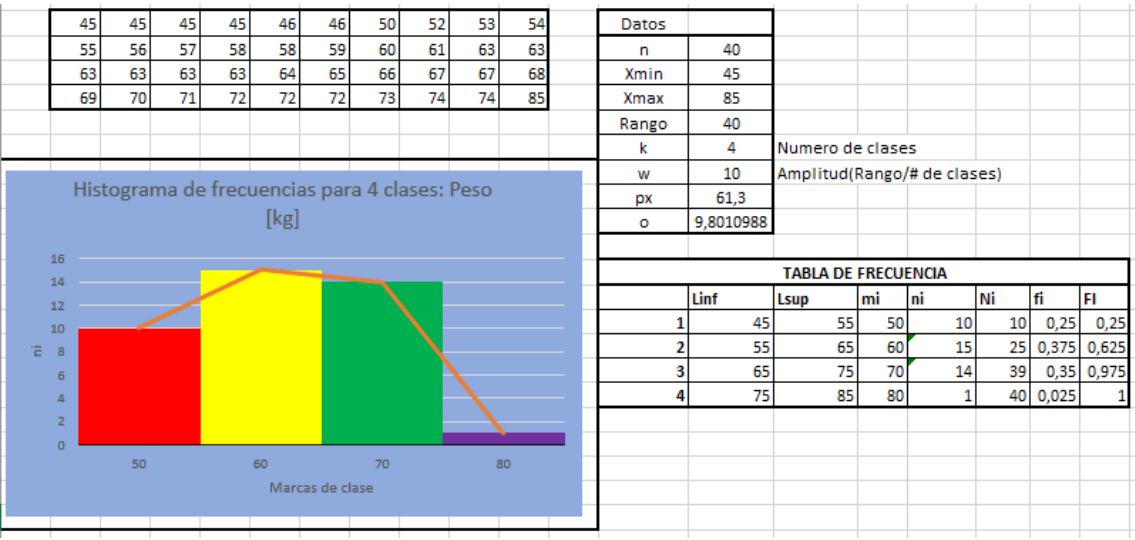 45 45 45 45 46 46 50 52 53 54
55 56 57 58 58 59 60 61 63 63
63 63 63 63 64 65 66 67 67 68
69 70 71 72 72 72 73 74 74 85
Datos
n 40
Xmin 45
Xmax 85
Rango 40
k 4 Numero de clases
w 10 Amplitud(Rango/# de clases)
px 61,3
o 9,8010988
Histograma de frecuencias para 4 clases: Peso
[kg]
16
14
12
10
8
6
4
2
0
ni
50 60 70 80
Marcas de clase
TABLA DE FRECUENCIA
Linf Lsup mi ni Ni fi FI
1 45 55 50 10 10 0,25 0,25
2 55 65 60 15 25 0,375 0,625
3 65 75 70 14 39 0,35 0,975
4 75 85 80 1 40 0,025 1